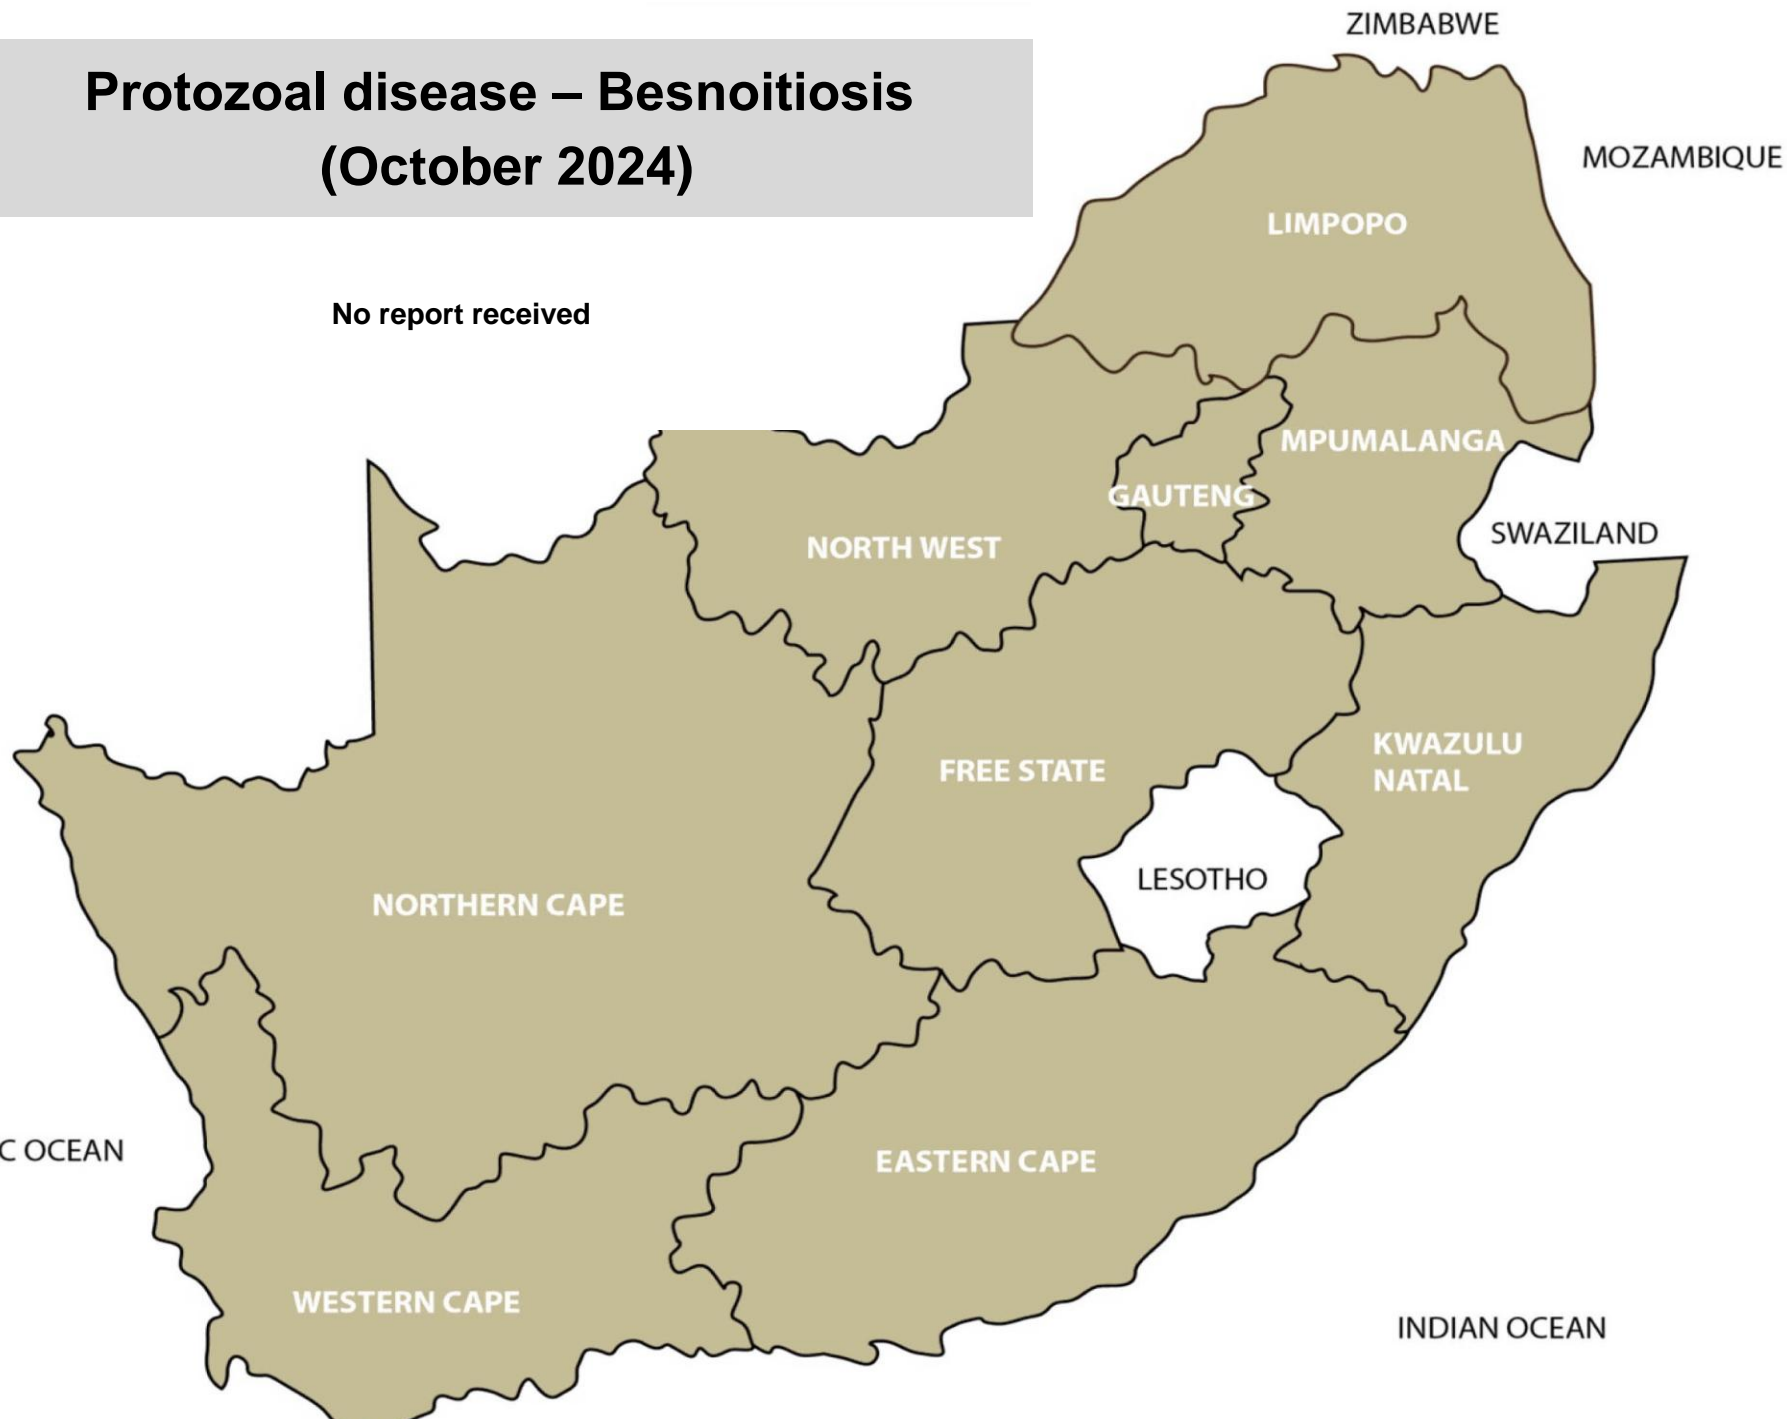 ZIMBABWE
Protozoal disease – Besnoitiosis
(October 2024)
MOZAMBIQUE
LIMPOPO
No report received
MPUMALANGA
GAUTENG
SWAZILAND
NORTH WEST
KWAZULU
NATAL
FREE STATE
LESOTHO
NORTHERN CAPE
C OCEAN
EASTERN CAPE
WESTERN CAPE
INDIAN OCEAN